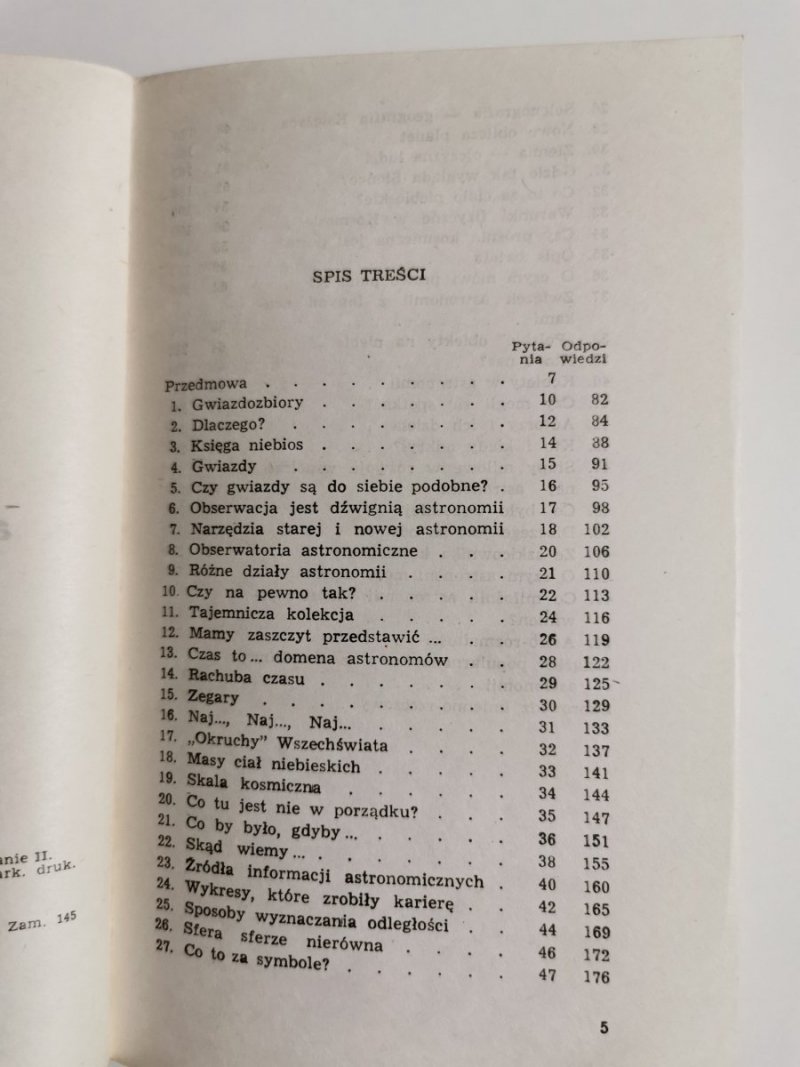 SPIS TREŚCI
Pyta- Odpo-
nia wiedzi
Przedmowa . . . . . . . . . 7
1. Gwiazdozbiory . . . . . . . 10 82
2. Dlaczego? . . . . . . . . 12 84
3. Księga niebios . . . . . . . 14 88
4. Gwiazdy . . . . . . . . 15 91
5. Czy gwiazdy są do siebie podobne? . 16 95
6. Obserwacja jest dźwignią astronomii 17 98
7. Narzędzia starej i nowej astronomii 18 102
8. Obserwatoria astronomiczne . . . 20 106
9. Różne działy astronomii . . . . 21 110
10. Czy na pewno tak? . . . . . 22 113
11. Tajemnicza kolekcja . . . . . 24 116
12. Mamy zaszczyt przedstawić ... . . 26 119
13. Czas to ... domena astronomów . . 28 122
14. Rachuba czasu . . . . . . . 29 125
15. Zegary . . . . . . . . . 30 129
16. Naj..., Naj..., Naj... . . . . . 31 133
17. „Okruchy” Wszechświata . . . . 32 137
18. Masy ciał niebieskich . . . . . 33 141
19. Skala kosmiczna . . . . . . 34 144
20. Co tu jest nie w porządku? . . . 35 147
21. Co by było, gdyby ... . . . . . 36 151
22. Skąd wiemy ... . . . . . . . 38 155
23. Źródła informacji astronomicznych . 40 160
24. Wykresy, które zrobiły karierę . . 42 165
25. Sposoby wyznaczania odległości . . 44 169
26. Sfera sferze nierówna . . . . 46 172
27. Co to za symbole? . . . . . . 47 176
5
anie II.
ark. druk.
Zam. 145